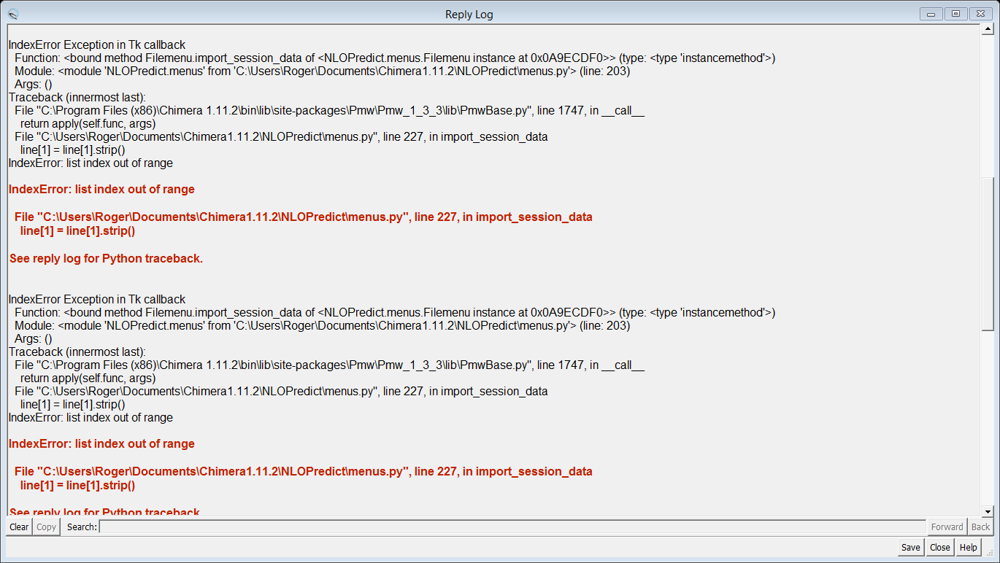 Reply Log
IndexError Exception in Tk callback
Function: <bound method Filemenu.import_session_data of <NLOPredict.menus.Filemenu instance at 0x0A9ECDF0>> (type: <type 'instancemethod'>)
Module: <module 'NLOPredict.menus' from 'C:\Users\Roger\Documents\Chimera1.11.2\NLOPredict\menus.py'> (line: 203)
Args: ()
Traceback (innermost last):
File "C:\Program Files (x86)\Chimera 1.11.2\bin\lib\site-packages\Pmw\Pmw_1_3_3\lib\PmwBase.py", line 1747, in __call__
return apply(self.func, args)
File "C:\Users\Roger\Documents\Chimera1.11.2\NLOPredict\menus.py", line 227, in import_session_data
line[1] = line[1].strip()
IndexError: list index out of range
IndexError: list index out of range
File "C:\Users\Roger\Documents\Chimera1.11.2\NLOPredict\menus.py", line 227, in import_session_data
line[1] = line[1].strip()
See reply log for Python traceback.
IndexError Exception in Tk callback
Function: <bound method Filemenu.import_session_data of <NLOPredict.menus.Filemenu instance at 0x0A9ECDF0>> (type: <type 'instancemethod'>)
Module: <module 'NLOPredict.menus' from 'C:\Users\Roger\Documents\Chimera1.11.2\NLOPredict\menus.py'> (line: 203)
Args: ()
Traceback (innermost last):
File "C:\Program Files (x86)\Chimera 1.11.2\bin\lib\site-packages\Pmw\Pmw_1_3_3\lib\PmwBase.py", line 1747, in __call__
return apply(self.func, args)
File "C:\Users\Roger\Documents\Chimera1.11.2\NLOPredict\menus.py", line 227, in import_session_data
line[1] = line[1].strip()
IndexError: list index out of range
IndexError: list index out of range
File "C:\Users\Roger\Documents\Chimera1.11.2\NLOPredict\menus.py", line 227, in import_session_data
line[1] = line[1].strip()
See reply log for Python traceback
Clear Copy Search: Forward Back
Save Close Help